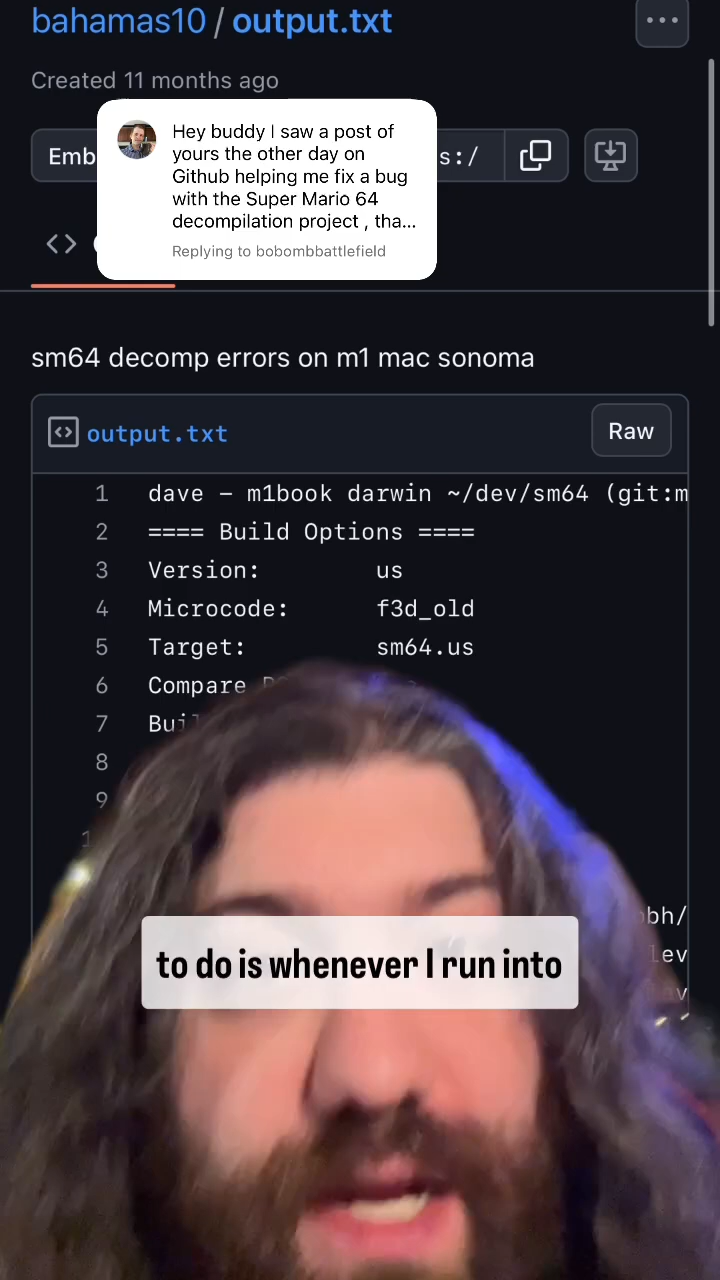 bahamas10 / output.txt
Created 11 months ago
Hey buddy I saw a post of
yours the other day on
Github helping me fix a bug
with the Super Mario 64
decompilation project , tha...
Replying to bobombbattlefield
Emb
s:/
sm64 decomp errors on m1 mac sonoma
output.txt
Raw
1 dave – m1book darwin ~/dev/sm64 (git:m
2 ==== Build Options ====
3 Version: us
4 Microcode: f3d_old
5 Target: sm64.us
6 Compare
7 Buil
8
9
bh/
lev
to do is whenever I run into